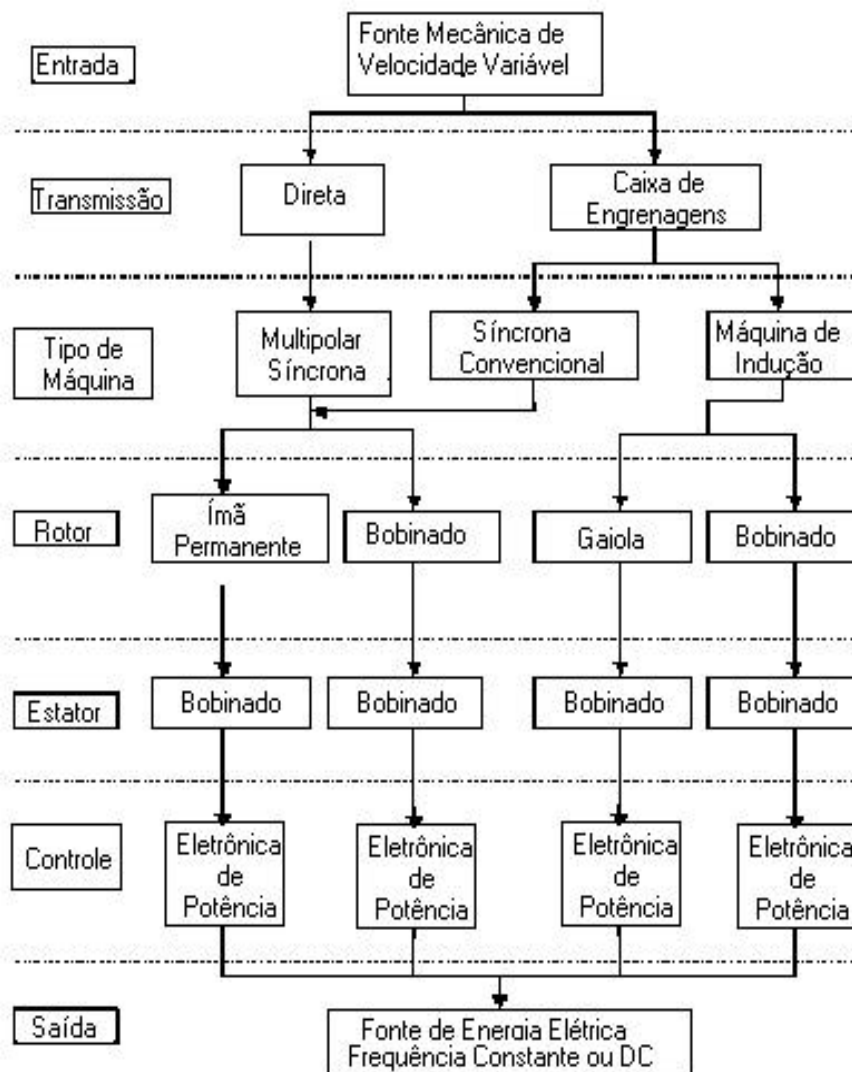 Entrada
Fonte Mecânica de
Velocidade Variável
Transmissão
Direta
Caixa de
Engrenagens
Tipo de
Máquina
Multipolar
Síncrona
Síncrona
Convencional
Máquina de
Indução
Rotor
Ímã
Permanente
Bobinado
Gaiola
Bobinado
Estator
Bobinado
Bobinado
Bobinado
Bobinado
Controle
Eletrônica
de
Potência
Eletrônica
de
Potência
Eletrônica
de
Potência
Eletrônica
de
Potência
Saída
Fonte de Energia Elétrica
Frequência Constante ou DC